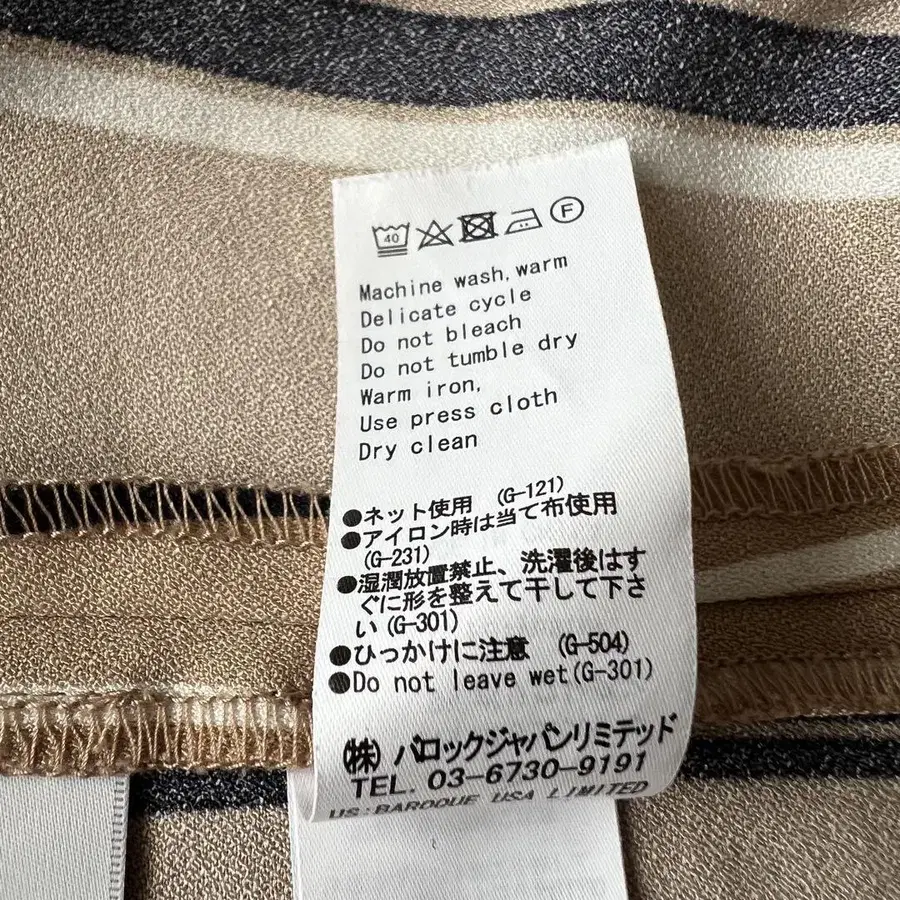 40
F
Machine wash, warm
Delicate cycle
Do not bleach
Do not tumble dry
Warm iron,
Use press cloth
Dry clean
●ネット使用 (G-121)
●アイロン時は当て布使用
(G-231)
●湿潤放置禁止、洗濯後はす
ぐに形を整えて干して下さ
い(G-301)
●ひっかけに注意 (G-504)
●Do not leave wet(G-301)
(株) バロックジャパンリミテッド
TEL. 03-6730-9191
US:BAROQUE USA LIMITED